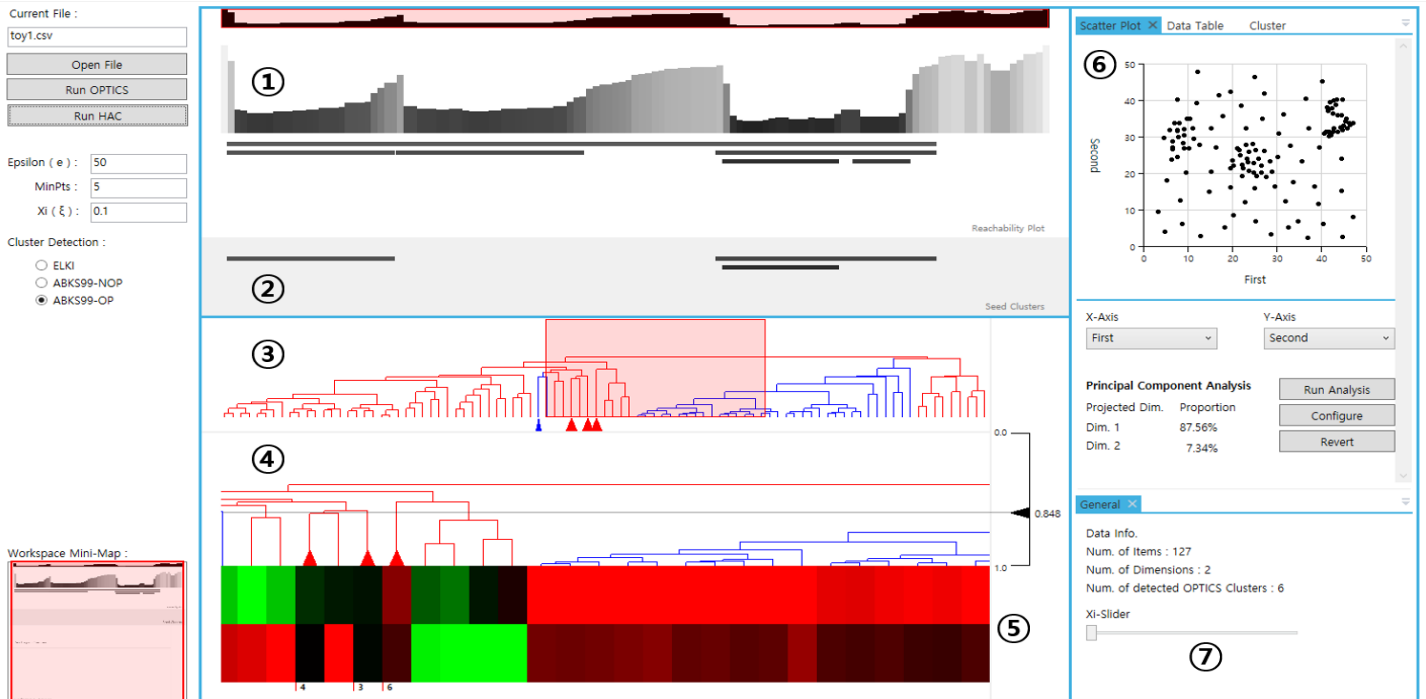 Current File :
toy1.csv
Open File
Run OPTICS
Run HAC
Epsilon ( e ) : 50
MinPts : 5
Xi ( ξ ) : 0.1
Cluster Detection :
ELKI
ABKS99-NOP
ABKS99-OP
Workspace Mini-Map :
①
Reachability Plot
②
Seed Clusters
③
④
0.0
0.848
1.0
⑤
4 3 6
Scatter Plot Data Table Cluster
⑥
50
40
30
20
10
0
Second
0 10 20 30 40 50
First
X-Axis Y-Axis
First Second
Principal Component Analysis
Projected Dim. Proportion
Dim. 1 87.56%
Dim. 2 7.34%
Run Analysis
Configure
Revert
General
Data Info.
Num. of Items : 127
Num. of Dimensions : 2
Num. of detected OPTICS Clusters : 6
Xi-Slider
⑦